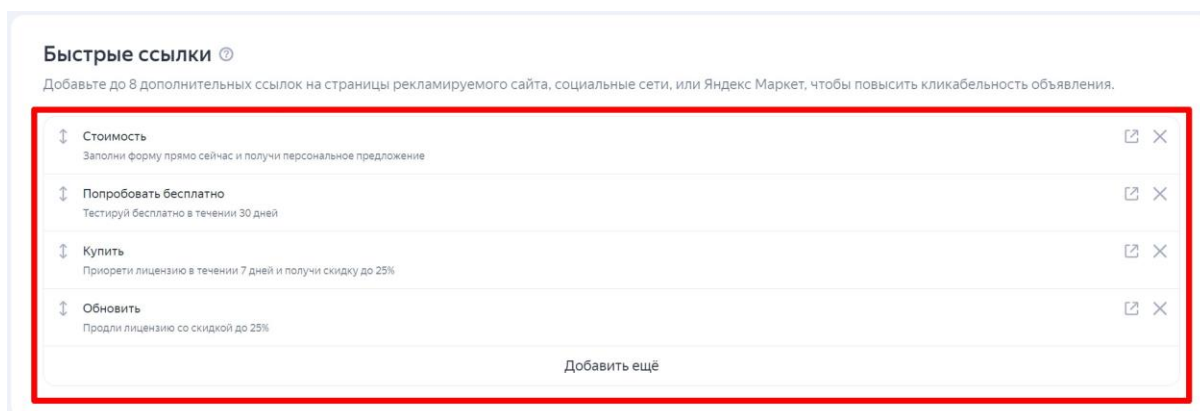 Быстрые ссылки ?
Добавьте до 8 дополнительных ссылок на страницы рекламируемого сайта, социальные сети, или Яндекс Маркет, чтобы повысить кликабельность объявления.
Стоимость
Заполни форму прямо сейчас и получи персональное предложение
Попробовать бесплатно
Тестируй бесплатно в течении 30 дней
Купить
Приорети лицензию в течении 7 дней и получи скидку до 25%
Обновить
Продли лицензию со скидкой до 25%
Добавить ещё